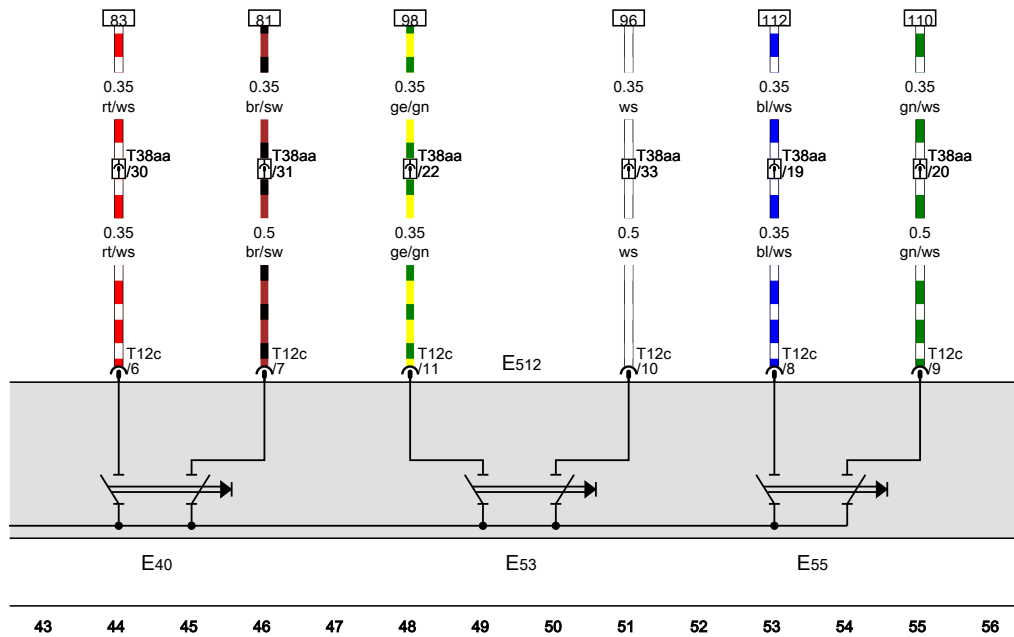 83 81 98 96 112 110
0.35 0.35 0.35 0.35 0.35 0.35
rt/ws br/sw ge/gn ws bl/ws gn/ws
T38aa T38aa T38aa T38aa T38aa T38aa
/30 /31 /22 /33 /19 /20
0.35 0.5 0.35 0.5 0.35 0.5
rt/ws br/sw ge/gn ws bl/ws gn/ws
T12c T12c T12c E512 T12c T12c T12c
/6 /7 /11 /10 /8 /9
E40 E53 E55
43 44 45 46 47 48 49 50 51 52 53 54 55 56